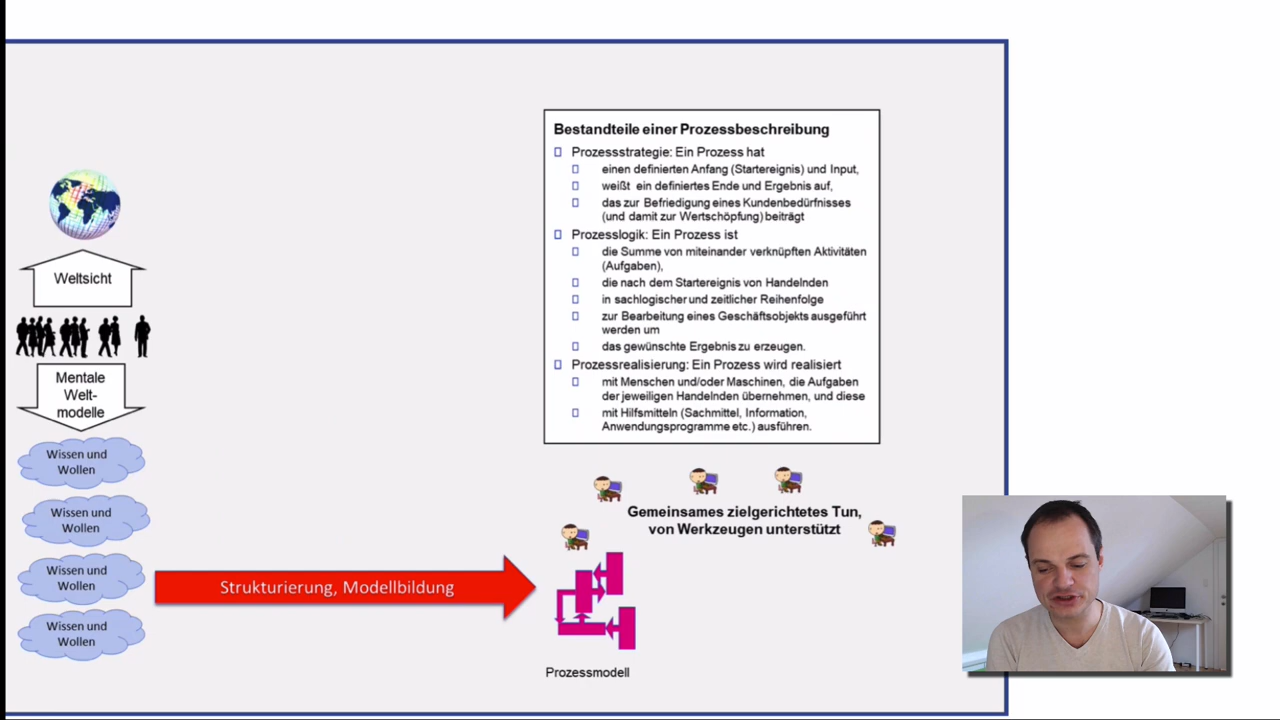 Weltsicht
Mentale
Welt-
modelle
Wissen und
Wollen
Wissen und
Wollen
Wissen und
Wollen
Wissen und
Wollen
Strukturierung, Modellbildung
Bestandteile einer Prozessbeschreibung
Prozessstrategie: Ein Prozess hat
einen definierten Anfang (Startereignis) und Input,
weißt ein definiertes Ende und Ergebnis auf,
das zur Befriedigung eines Kundenbedürfnisses
(und damit zur Wertschöpfung) beiträgt
Prozesslogik: Ein Prozess ist
die Summe von miteinander verknüpften Aktivitäten
(Aufgaben),
die nach dem Startereignis von Handelnden
in sachlogischer und zeitlicher Reihenfolge
zur Bearbeitung eines Geschäftsobjekts ausgeführt
werden um
das gewünschte Ergebnis zu erzeugen.
Prozessrealisierung: Ein Prozess wird realisiert
mit Menschen und/oder Maschinen, die Aufgaben
der jeweiligen Handelnden übernehmen, und diese
mit Hilfsmitteln (Sachmittel, Information,
Anwendungsprogramme etc.) ausführen.
Gemeinsames zielgerichtetes Tun,
von Werkzeugen unterstützt
Prozessmodell